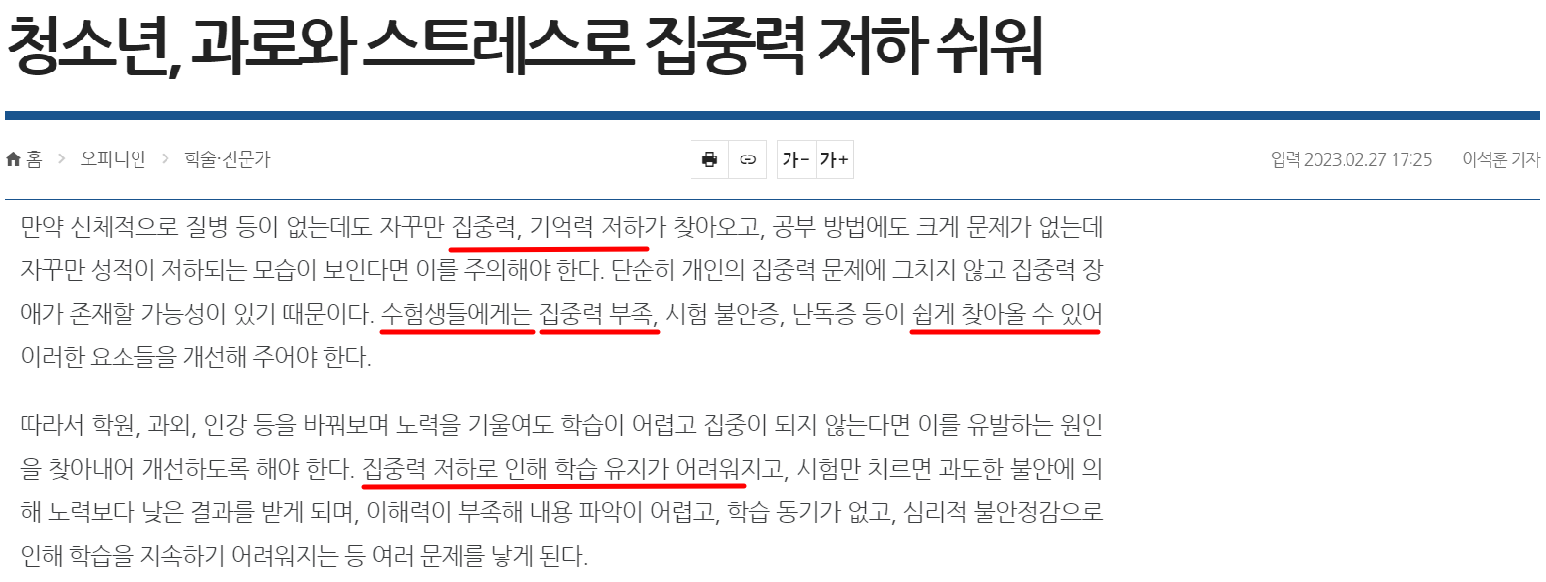 청소년, 과로와 스트레스로 집중력 저하 쉬워
홈 > 오피니언 > 학술·전문가 가- 가+ 입력 2023.02.27 17:25 이석훈 기자
만약 신체적으로 질병 등이 없는데도 자꾸만 집중력, 기억력 저하가 찾아오고, 공부 방법에도 크게 문제가 없는데
자꾸만 성적이 저하되는 모습이 보인다면 이를 주의해야 한다. 단순히 개인의 집중력 문제에 그치지 않고 집중력 장
애가 존재할 가능성이 있기 때문이다. 수험생들에게는 집중력 부족, 시험 불안증, 난독증 등이 쉽게 찾아올 수 있어
이러한 요소들을 개선해 주어야 한다.
따라서 학원, 과외, 인강 등을 바꿔보며 노력을 기울여도 학습이 어렵고 집중이 되지 않는다면 이를 유발하는 원인
을 찾아내어 개선하도록 해야 한다. 집중력 저하로 인해 학습 유지가 어려워지고, 시험만 치르면 과도한 불안에 의
해 노력보다 낮은 결과를 받게 되며, 이해력이 부족해 내용 파악이 어렵고, 학습 동기가 없고, 심리적 불안정감으로
인해 학습을 지속하기 어려워지는 등 여러 문제를 낳게 된다.